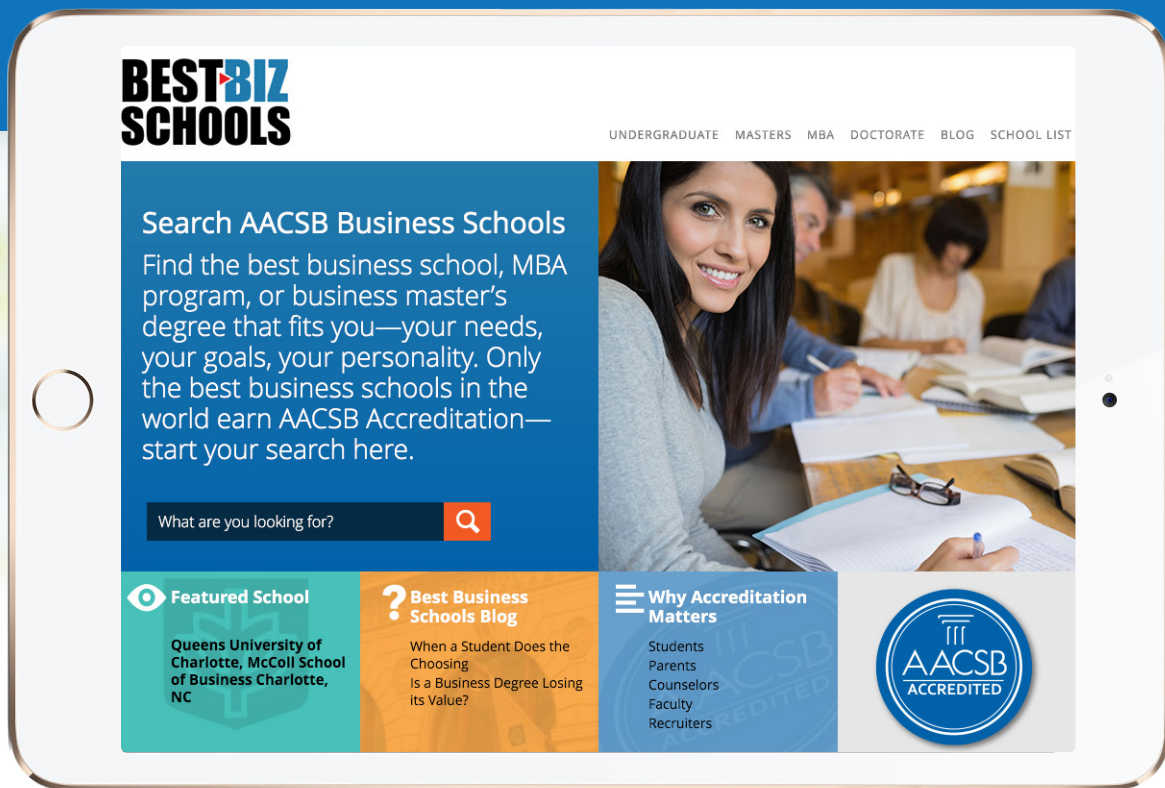 BEST BIZ
SCHOOLS
UNDERGRADUATE MASTERS MBA DOCTORATE BLOG SCHOOL LIST
Search AACSB Business Schools
Find the best business school, MBA
program, or business master's
degree that fits you—your needs,
your goals, your personality. Only
the best business schools in the
world earn AACSB Accreditation—
start your search here.
What are you looking for?
Featured School
Queens University of
Charlotte, McColl School
of Business Charlotte,
NC
? Best Business
Schools Blog
When a Student Does the
Choosing
Is a Business Degree Losing
its Value?
Why Accreditation
Matters
Students
Parents
Counselors
Faculty
Recruiters
AACSB
ACCREDITED
AACSB
ACCREDITED